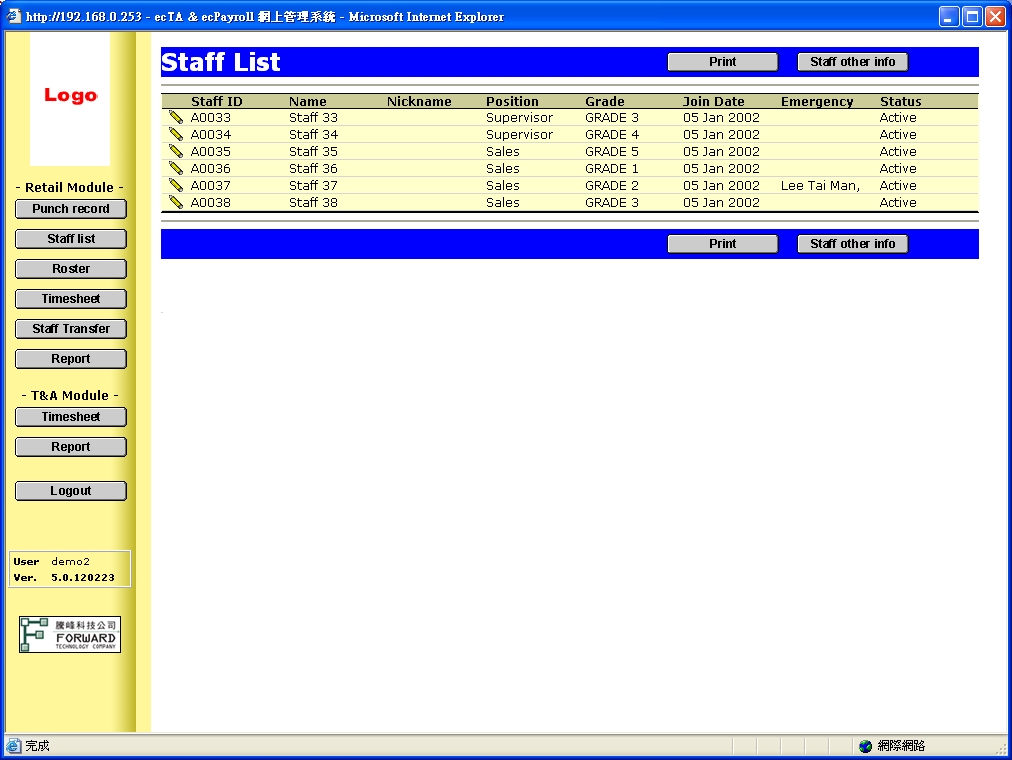 http://192.168.0.253 - ecTA & ecPayroll 網上管理系統 - Microsoft Internet Explorer
Logo
- Retail Module -
Punch record
Staff list
Roster
Timesheet
Staff Transfer
Report
- T&A Module -
Timesheet
Report
Logout
User demo2
Ver. 5.0.120223
騰峰科技公司
FORWARD
TECHNOLOGY COMPANY
Staff List Print Staff other info
Staff ID Name Nickname Position Grade Join Date Emergency Status
A0033 Staff 33 Supervisor GRADE 3 05 Jan 2002 Active
A0034 Staff 34 Supervisor GRADE 4 05 Jan 2002 Active
A0035 Staff 35 Sales GRADE 5 05 Jan 2002 Active
A0036 Staff 36 Sales GRADE 1 05 Jan 2002 Active
A0037 Staff 37 Sales GRADE 2 05 Jan 2002 Lee Tai Man, Active
A0038 Staff 38 Sales GRADE 3 05 Jan 2002 Active
Print Staff other info
完成 網際網路